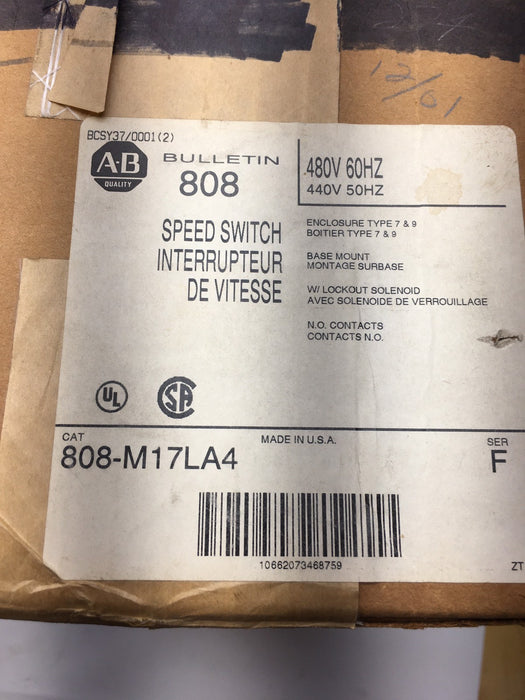 12/01
BCSY37/0001(2)
A-B
QUALITY
BULLETIN
808
480V 60HZ
440V 50HZ
SPEED SWITCH
INTERRUPTEUR
DE VITESSE
ENCLOSURE TYPE 7 & 9
BOITIER TYPE 7 & 9
BASE MOUNT
MONTAGE SURBASE
W/ LOCKOUT SOLENOID
AVEC SOLENOIDE DE VERROUILLAGE
N.O. CONTACTS
CONTACTS N.O.
UL
SA
CAT
808-M17LA4
MADE IN U.S.A.
SER
F
10662073468759
ZT